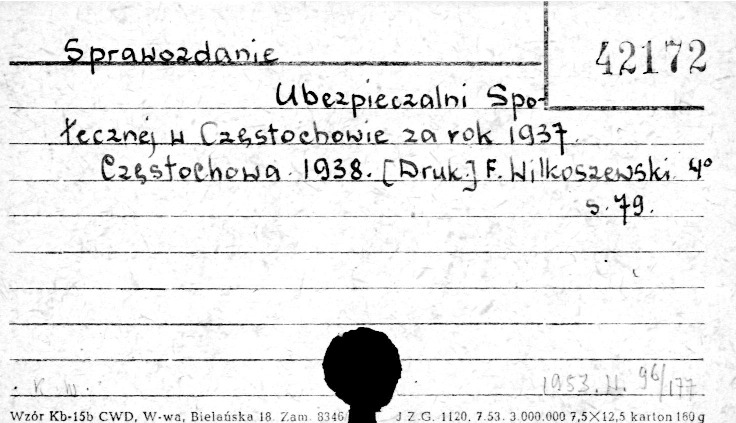 Sprawozdanie
42172
Ubezpieczalni Spo-
łecznej w Częstochowie za rok 1937.
Częstochowa 1938. [Druk.] F. Wilkoszewski 4°
s. 79.
K. W.
1953. H. 96/177
Wzór Kb-15b CWD, W-wa, Bielańska 18. Zam. 8346 J.Z.G. 1120. 7.53. 3.000.000 7,5×12,5 karton 160 g